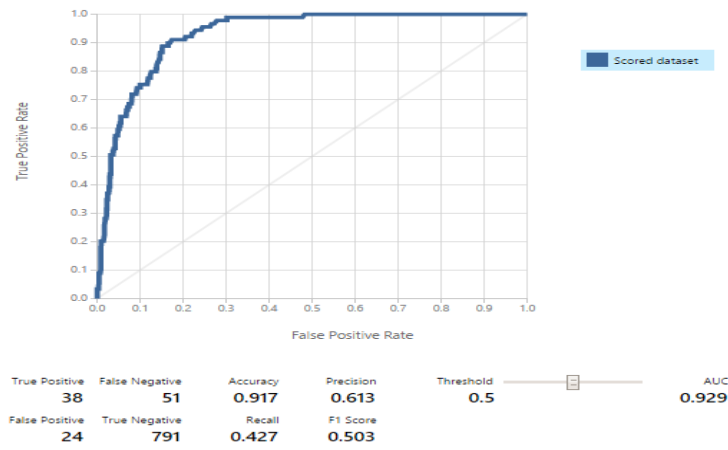 1.0
0.9
0.8
0.7
0.6
0.5
0.4
0.3
0.2
0.1
0.0
True Positive Rate
0.0 0.1 0.2 0.3 0.4 0.5 0.6 0.7 0.8 0.9 1.0
False Positive Rate
Scored dataset
True Positive False Negative Accuracy Precision Threshold AUC
38 51 0.917 0.613 0.5 0.929
False Positive True Negative Recall F1 Score
24 791 0.427 0.503